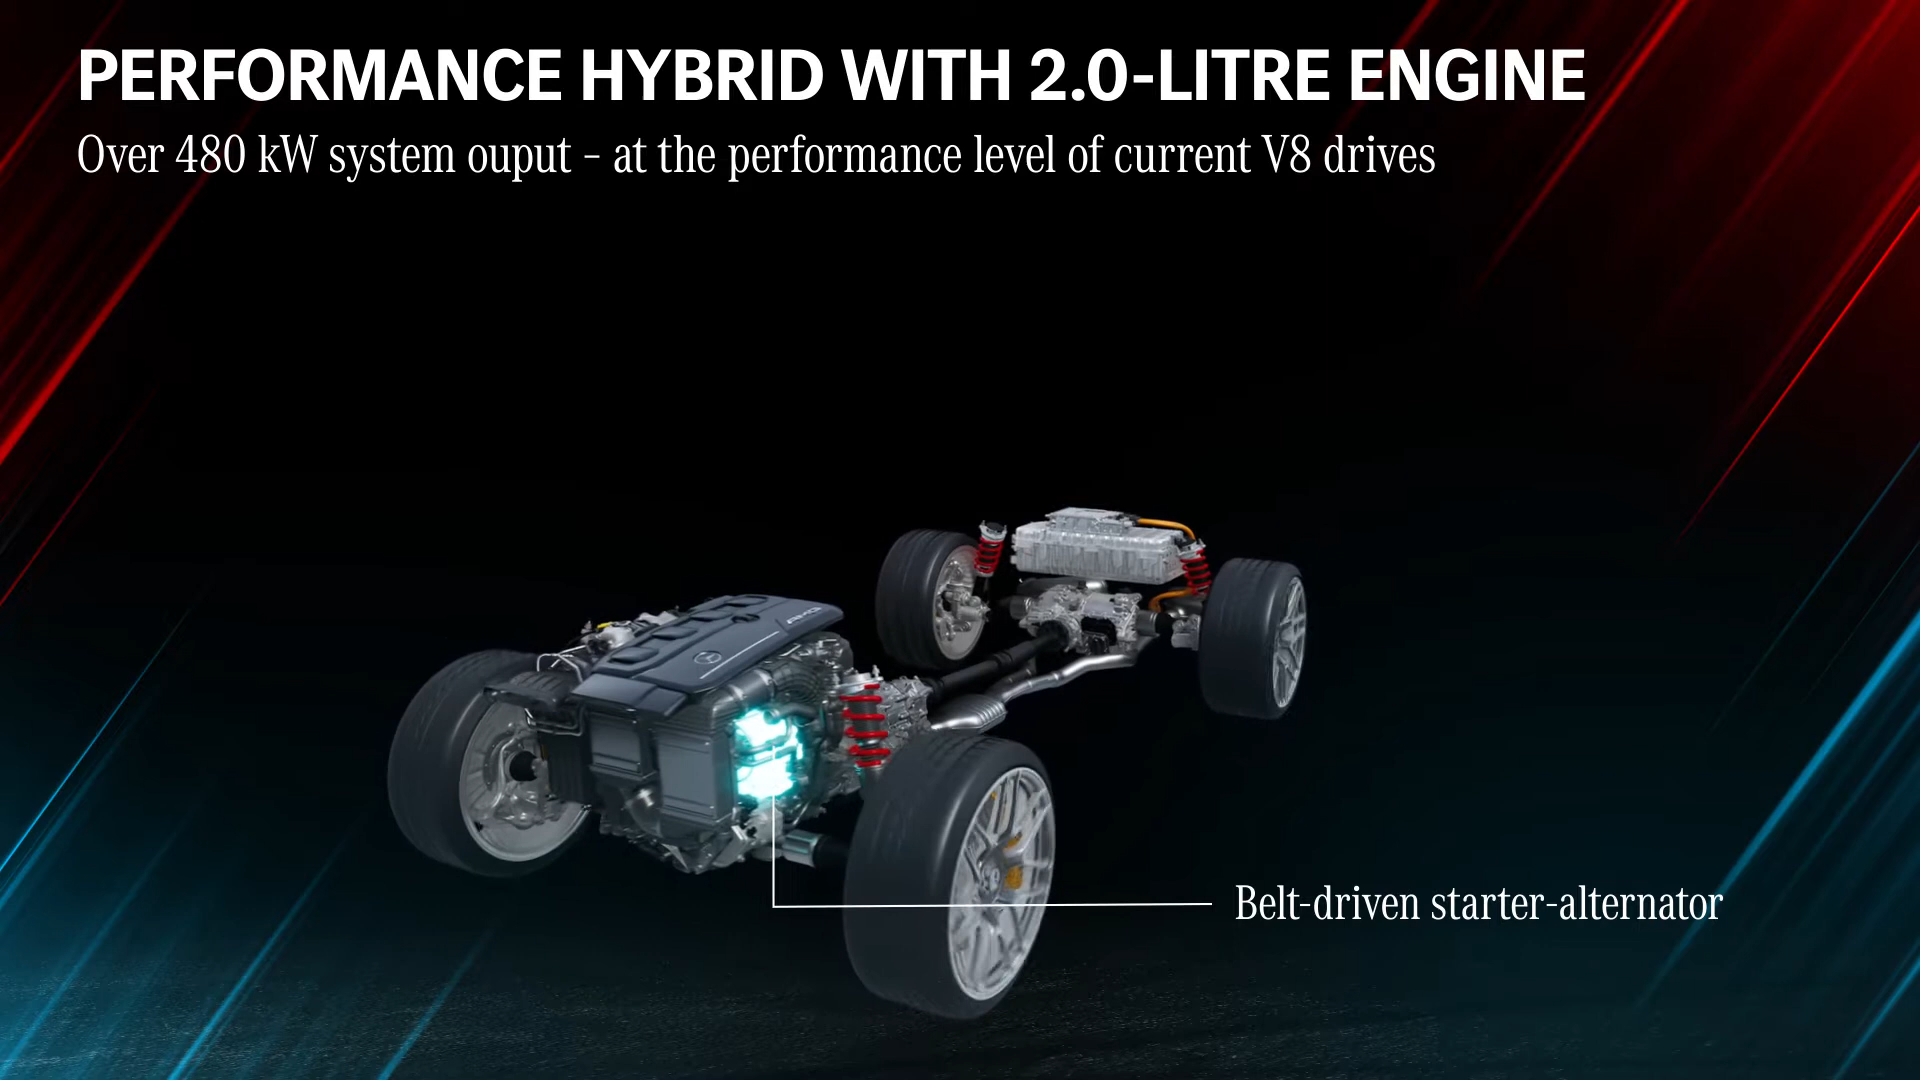 PERFORMANCE HYBRID WITH 2.0-LITRE ENGINE
Over 480 kW system ouput – at the performance level of current V8 drives
AMG
Belt-driven starter-alternator